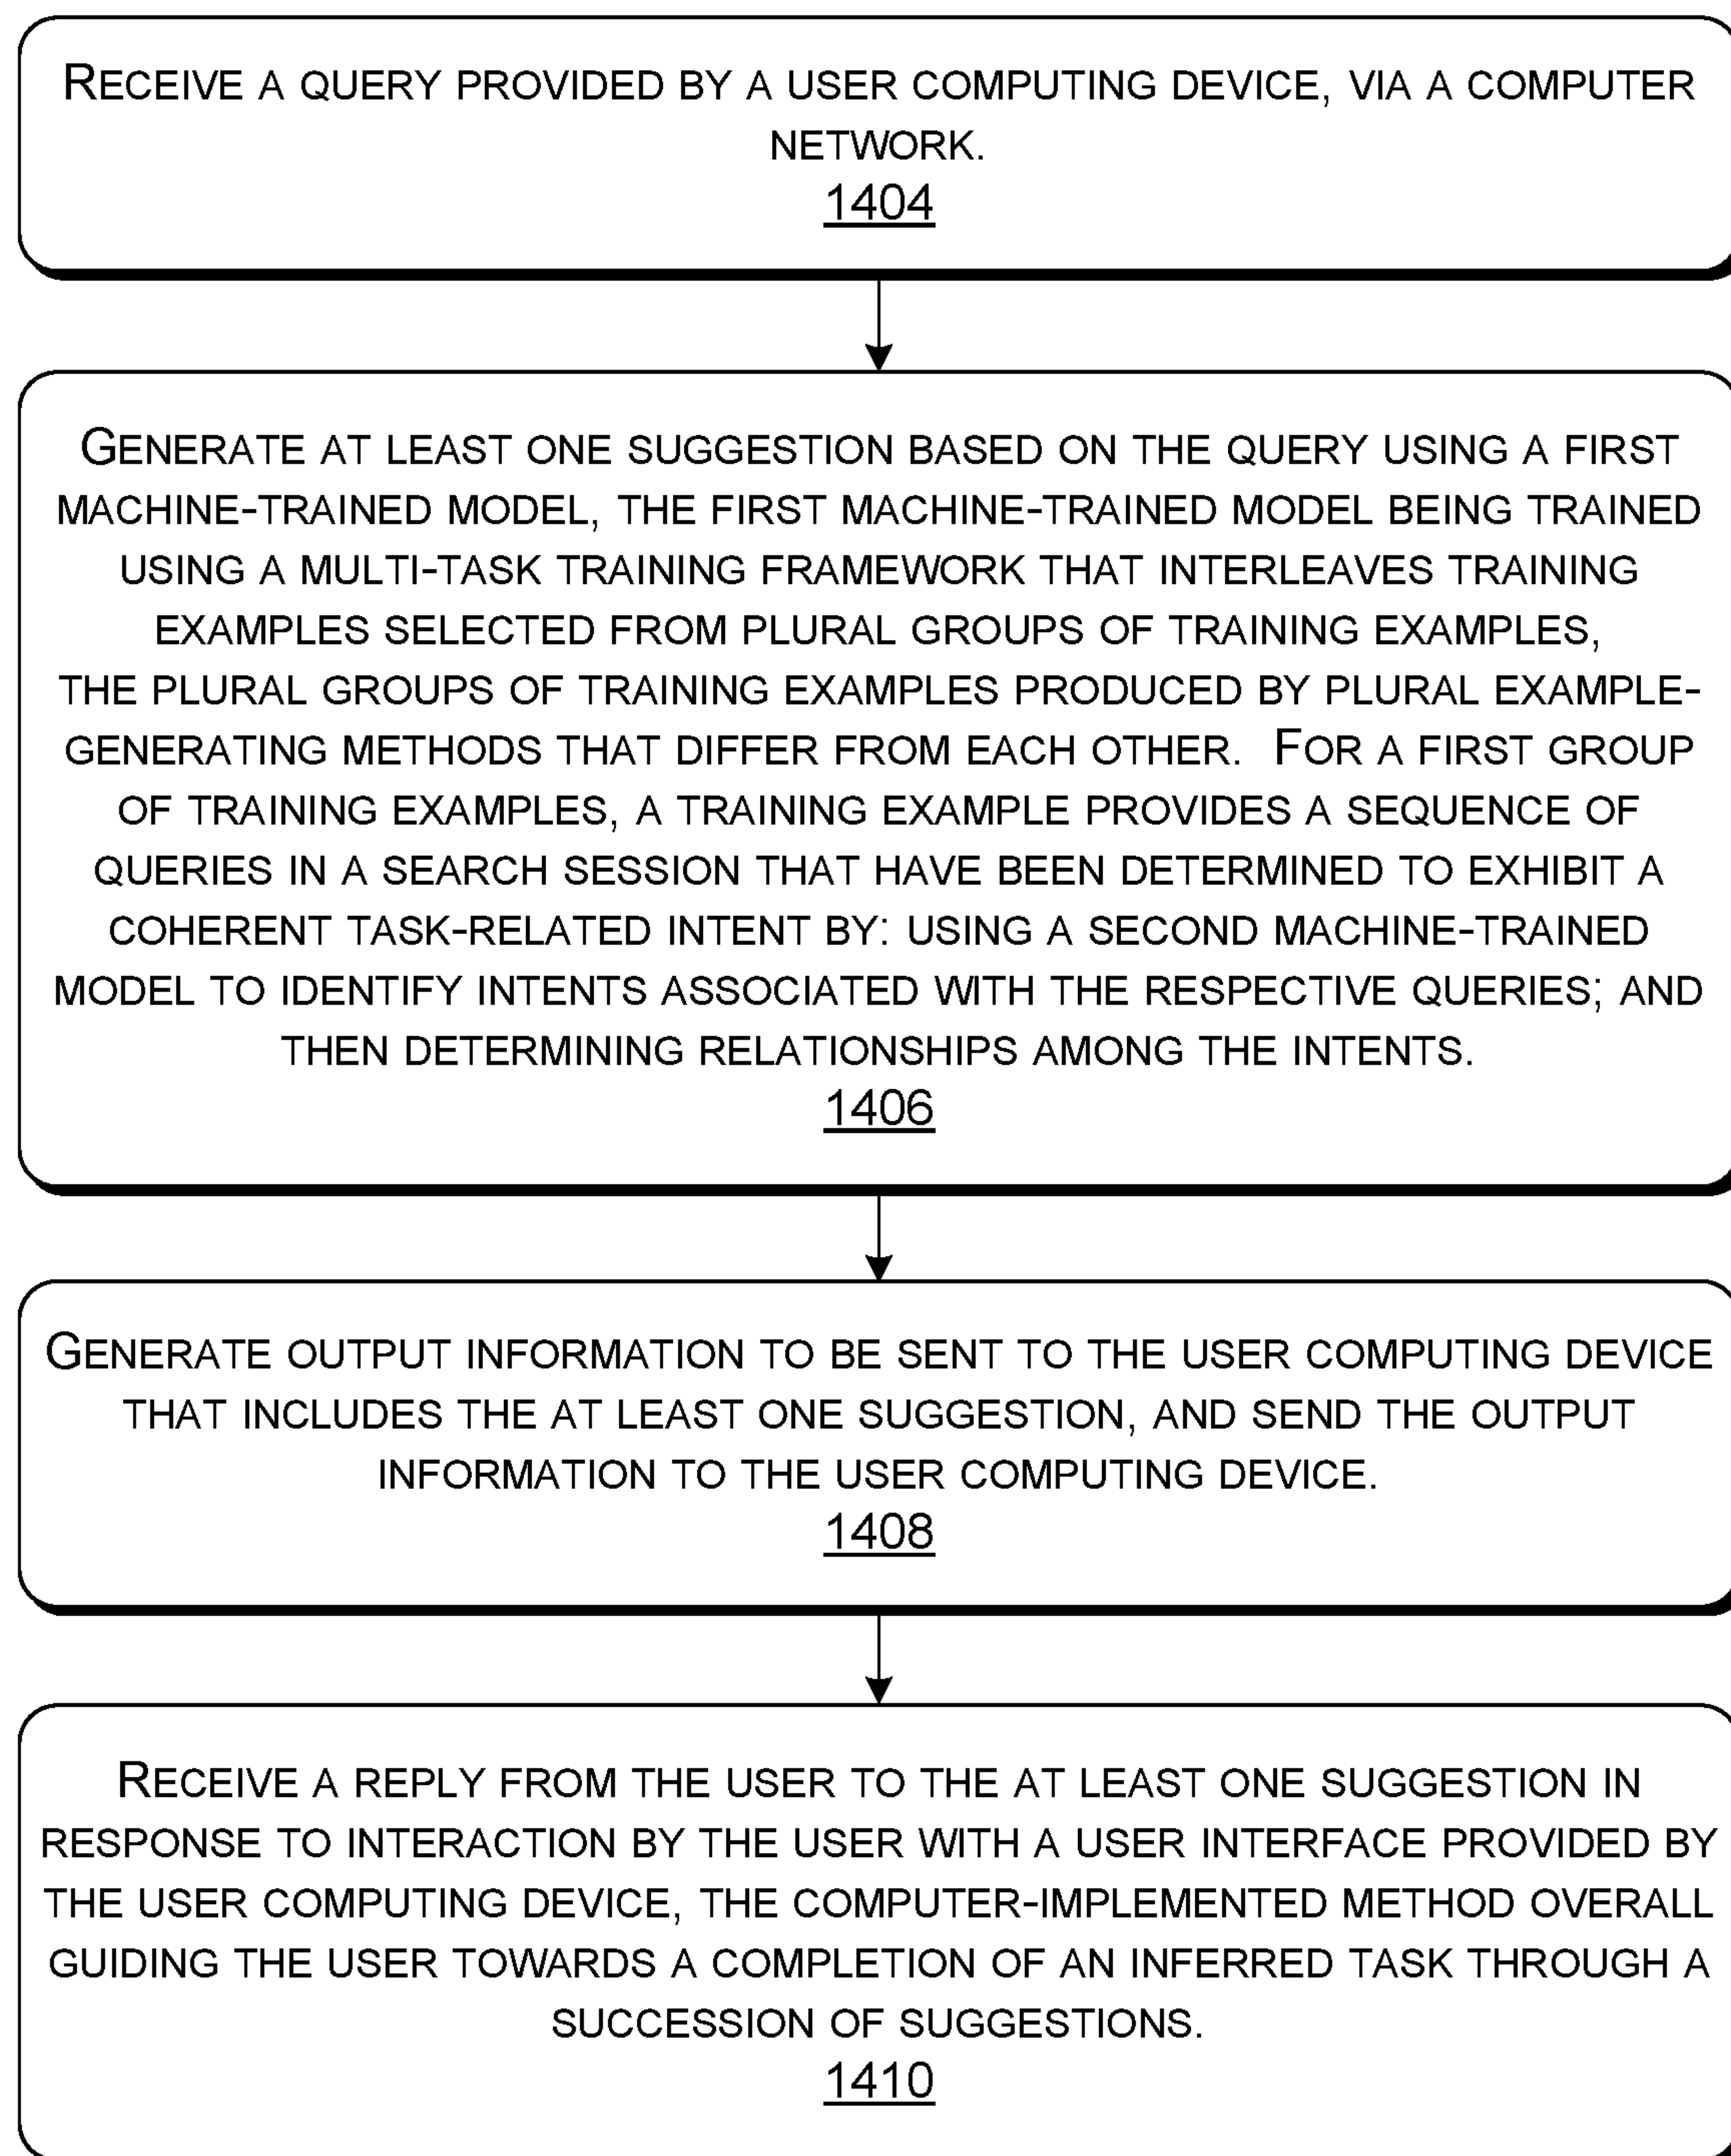 RECEIVE A QUERY PROVIDED BY A USER COMPUTING DEVICE, VIA A COMPUTER
NETWORK.
1404
GENERATE AT LEAST ONE SUGGESTION BASED ON THE QUERY USING A FIRST
MACHINE-TRAINED MODEL, THE FIRST MACHINE-TRAINED MODEL BEING TRAINED
USING A MULTI-TASK TRAINING FRAMEWORK THAT INTERLEAVES TRAINING
EXAMPLES SELECTED FROM PLURAL GROUPS OF TRAINING EXAMPLES,
THE PLURAL GROUPS OF TRAINING EXAMPLES PRODUCED BY PLURAL EXAMPLE-
GENERATING METHODS THAT DIFFER FROM EACH OTHER. FOR A FIRST GROUP
OF TRAINING EXAMPLES, A TRAINING EXAMPLE PROVIDES A SEQUENCE OF
QUERIES IN A SEARCH SESSION THAT HAVE BEEN DETERMINED TO EXHIBIT A
COHERENT TASK-RELATED INTENT BY: USING A SECOND MACHINE-TRAINED
MODEL TO IDENTIFY INTENTS ASSOCIATED WITH THE RESPECTIVE QUERIES; AND
THEN DETERMINING RELATIONSHIPS AMONG THE INTENTS.
1406
GENERATE OUTPUT INFORMATION TO BE SENT TO THE USER COMPUTING DEVICE
THAT INCLUDES THE AT LEAST ONE SUGGESTION, AND SEND THE OUTPUT
INFORMATION TO THE USER COMPUTING DEVICE.
1408
RECEIVE A REPLY FROM THE USER TO THE AT LEAST ONE SUGGESTION IN
RESPONSE TO INTERACTION BY THE USER WITH A USER INTERFACE PROVIDED BY
THE USER COMPUTING DEVICE, THE COMPUTER-IMPLEMENTED METHOD OVERALL
GUIDING THE USER TOWARDS A COMPLETION OF AN INFERRED TASK THROUGH A
SUCCESSION OF SUGGESTIONS.
1410